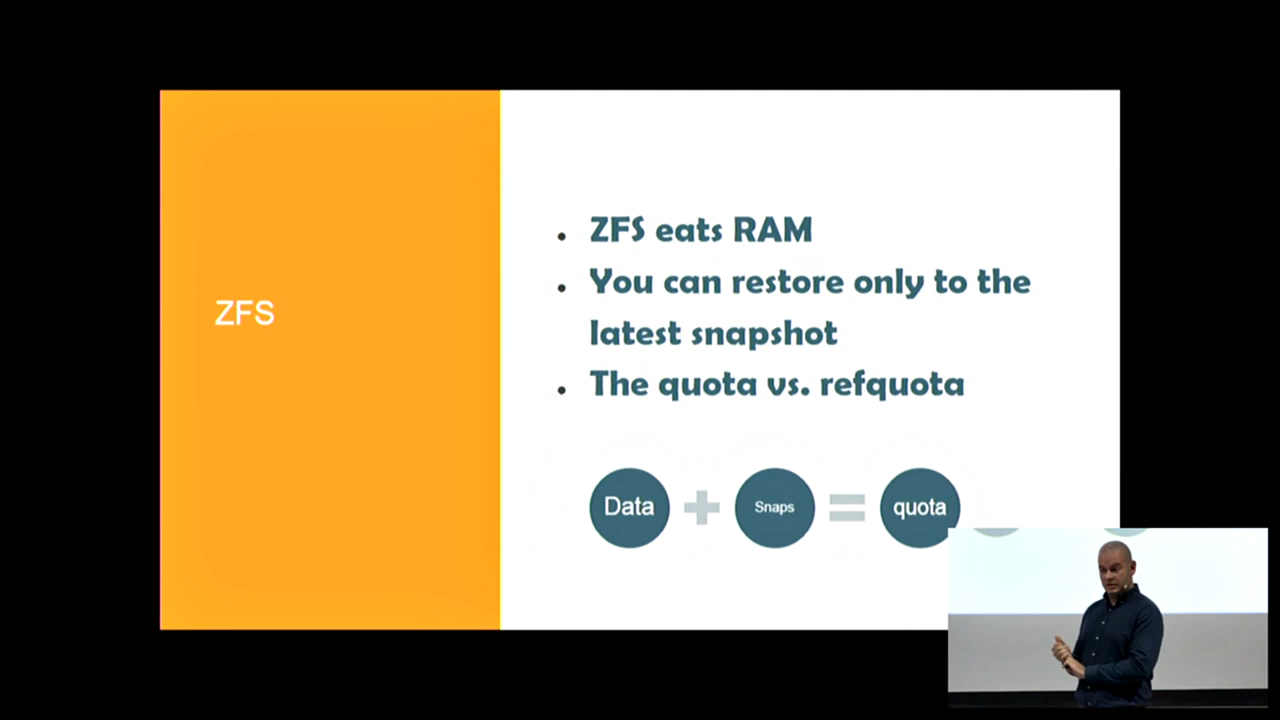 ZFS
ZFS eats RAM
You can restore only to the
latest snapshot
The quota vs. refquota
Data + Snaps = quota